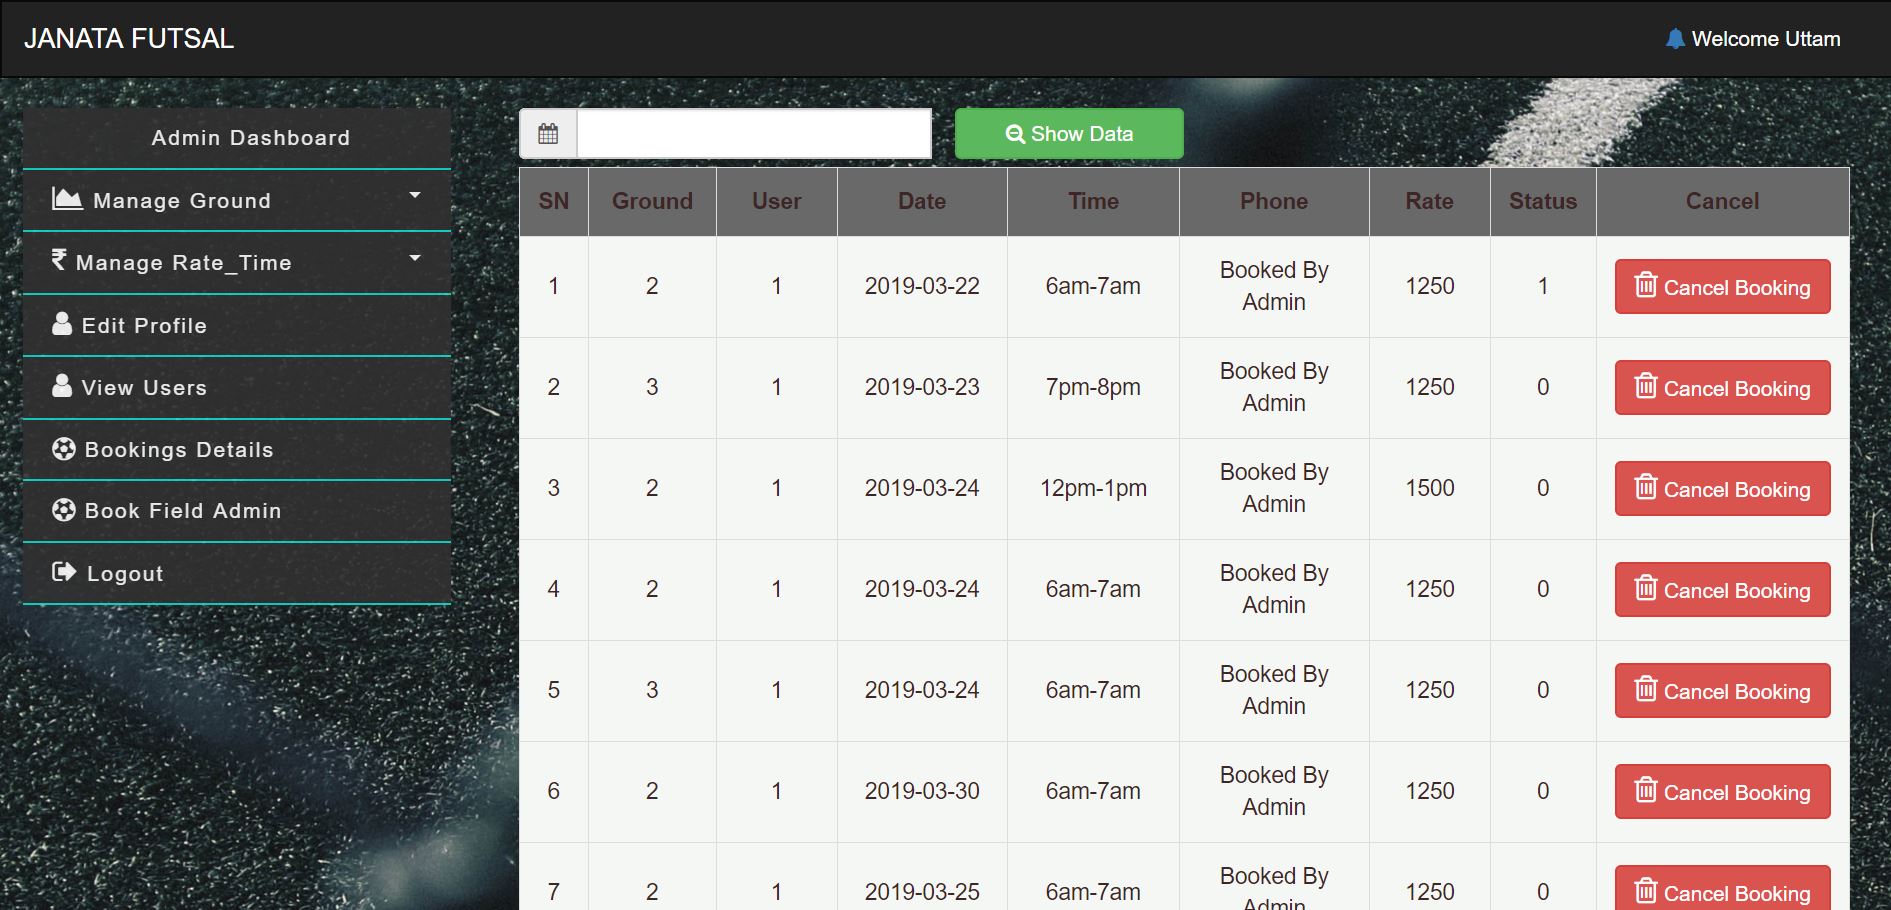 JANATA FUTSAL
Welcome Uttam
Admin Dashboard
Manage Ground
Manage Rate_Time
Edit Profile
View Users
Bookings Details
Book Field Admin
Logout
Show Data
SN Ground User Date Time Phone Rate Status Cancel
1 2 1 2019-03-22 6am-7am Booked By Admin 1250 1 Cancel Booking
2 3 1 2019-03-23 7pm-8pm Booked By Admin 1250 0 Cancel Booking
3 2 1 2019-03-24 12pm-1pm Booked By Admin 1500 0 Cancel Booking
4 2 1 2019-03-24 6am-7am Booked By Admin 1250 0 Cancel Booking
5 3 1 2019-03-24 6am-7am Booked By Admin 1250 0 Cancel Booking
6 2 1 2019-03-30 6am-7am Booked By Admin 1250 0 Cancel Booking
7 2 1 2019-03-25 6am-7am Booked By Admin 1250 0 Cancel Booking